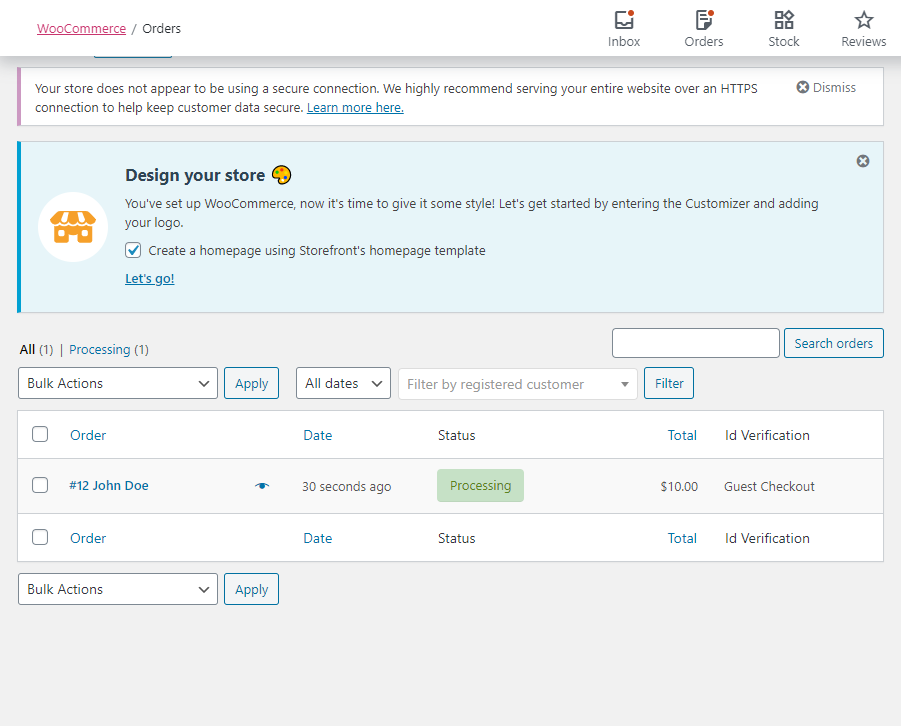 WooCommerce / Orders
Inbox
Orders
Stock
Reviews
Your store does not appear to be using a secure connection. We highly recommend serving your entire website over an HTTPS
connection to help keep customer data secure. Learn more here.
Dismiss
Design your store
You've set up WooCommerce, now it's time to give it some style! Let's get started by entering the Customizer and adding
your logo.
Create a homepage using Storefront's homepage template
Let's go!
All (1) | Processing (1)
Search orders
Bulk Actions Apply All dates Filter by registered customer Filter
Order Date Status Total Id Verification
#12 John Doe 30 seconds ago Processing $10.00 Guest Checkout
Order Date Status Total Id Verification
Bulk Actions Apply